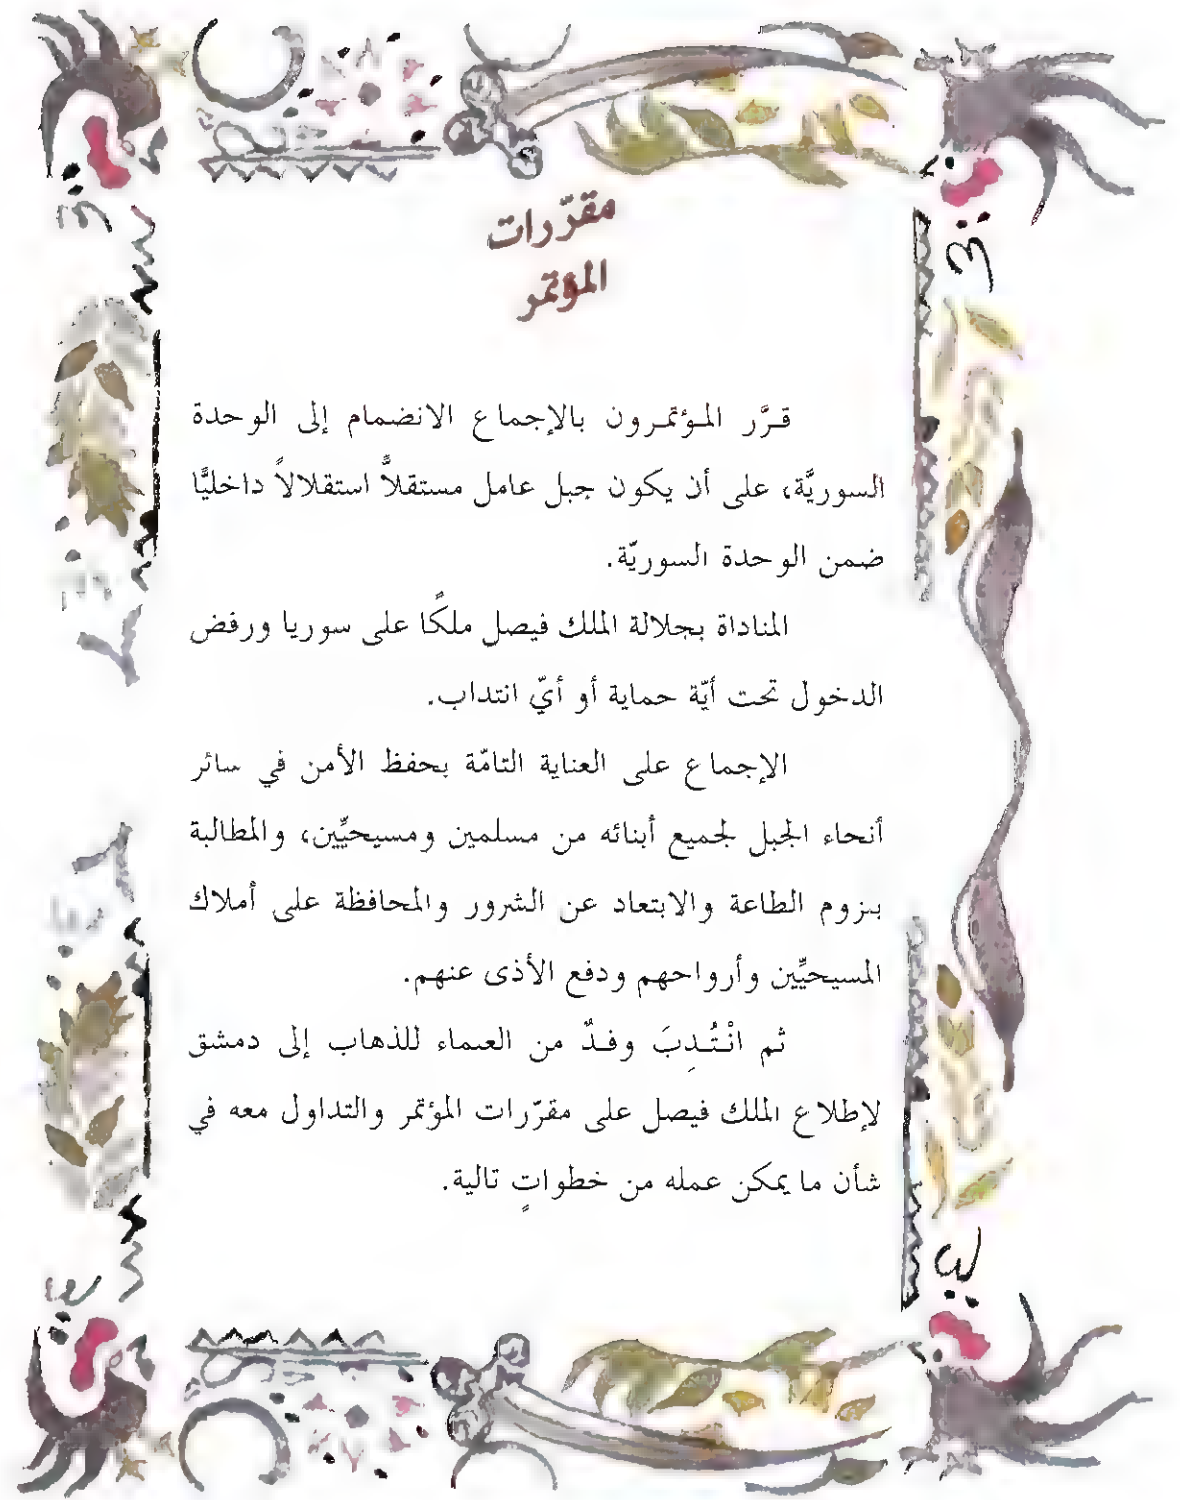 مقرّرات
المؤتمر
قرَّر المؤتمرون بالإجماع الانضمام إلى الوحدة
السوريَّة، على أن يكون جبل عامل مستقلاًّ استقلالاً داخليًّا
ضمن الوحدة السوريّة.
المناداة بجلالة الملك فيصل ملكًا على سوريا ورفض
الدخول تحت أيّة حماية أو أيّ انتداب.
الإجماع على العناية التامّة بحفظ الأمن في سائر
أنحاء الجبل لجميع أبنائه من مسلمين ومسيحيِّين، والمطالبة
بلزوم الطاعة والابتعاد عن الشرور والمحافظة على أملاك
المسيحيِّين وأرواحهم ودفع الأذى عنهم.
ثم انْتُدِبَ وفدٌ من العلماء للذهاب إلى دمشق
لإطلاع الملك فيصل على مقرّرات المؤتمر والتداول معه في
شأن ما يمكن عمله من خطواتٍ تالية.